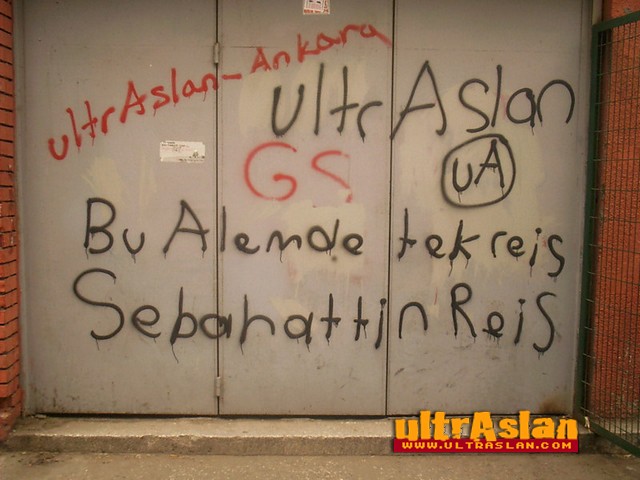 ultrAslan-Ankara
ultrAslan
GS
uA
Bu Alemde tek reis
Sebahattin Reis
ultrAslan
WWW.ULTRASLAN.COM